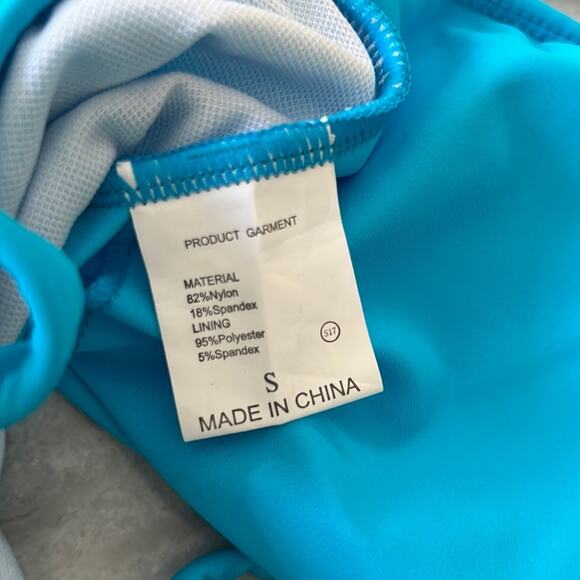 PRODUCT GARMENT
MATERIAL
82%Nylon
18%Spandex
LINING
95%Polyester
5%Spandex
S17
S
MADE IN CHINA